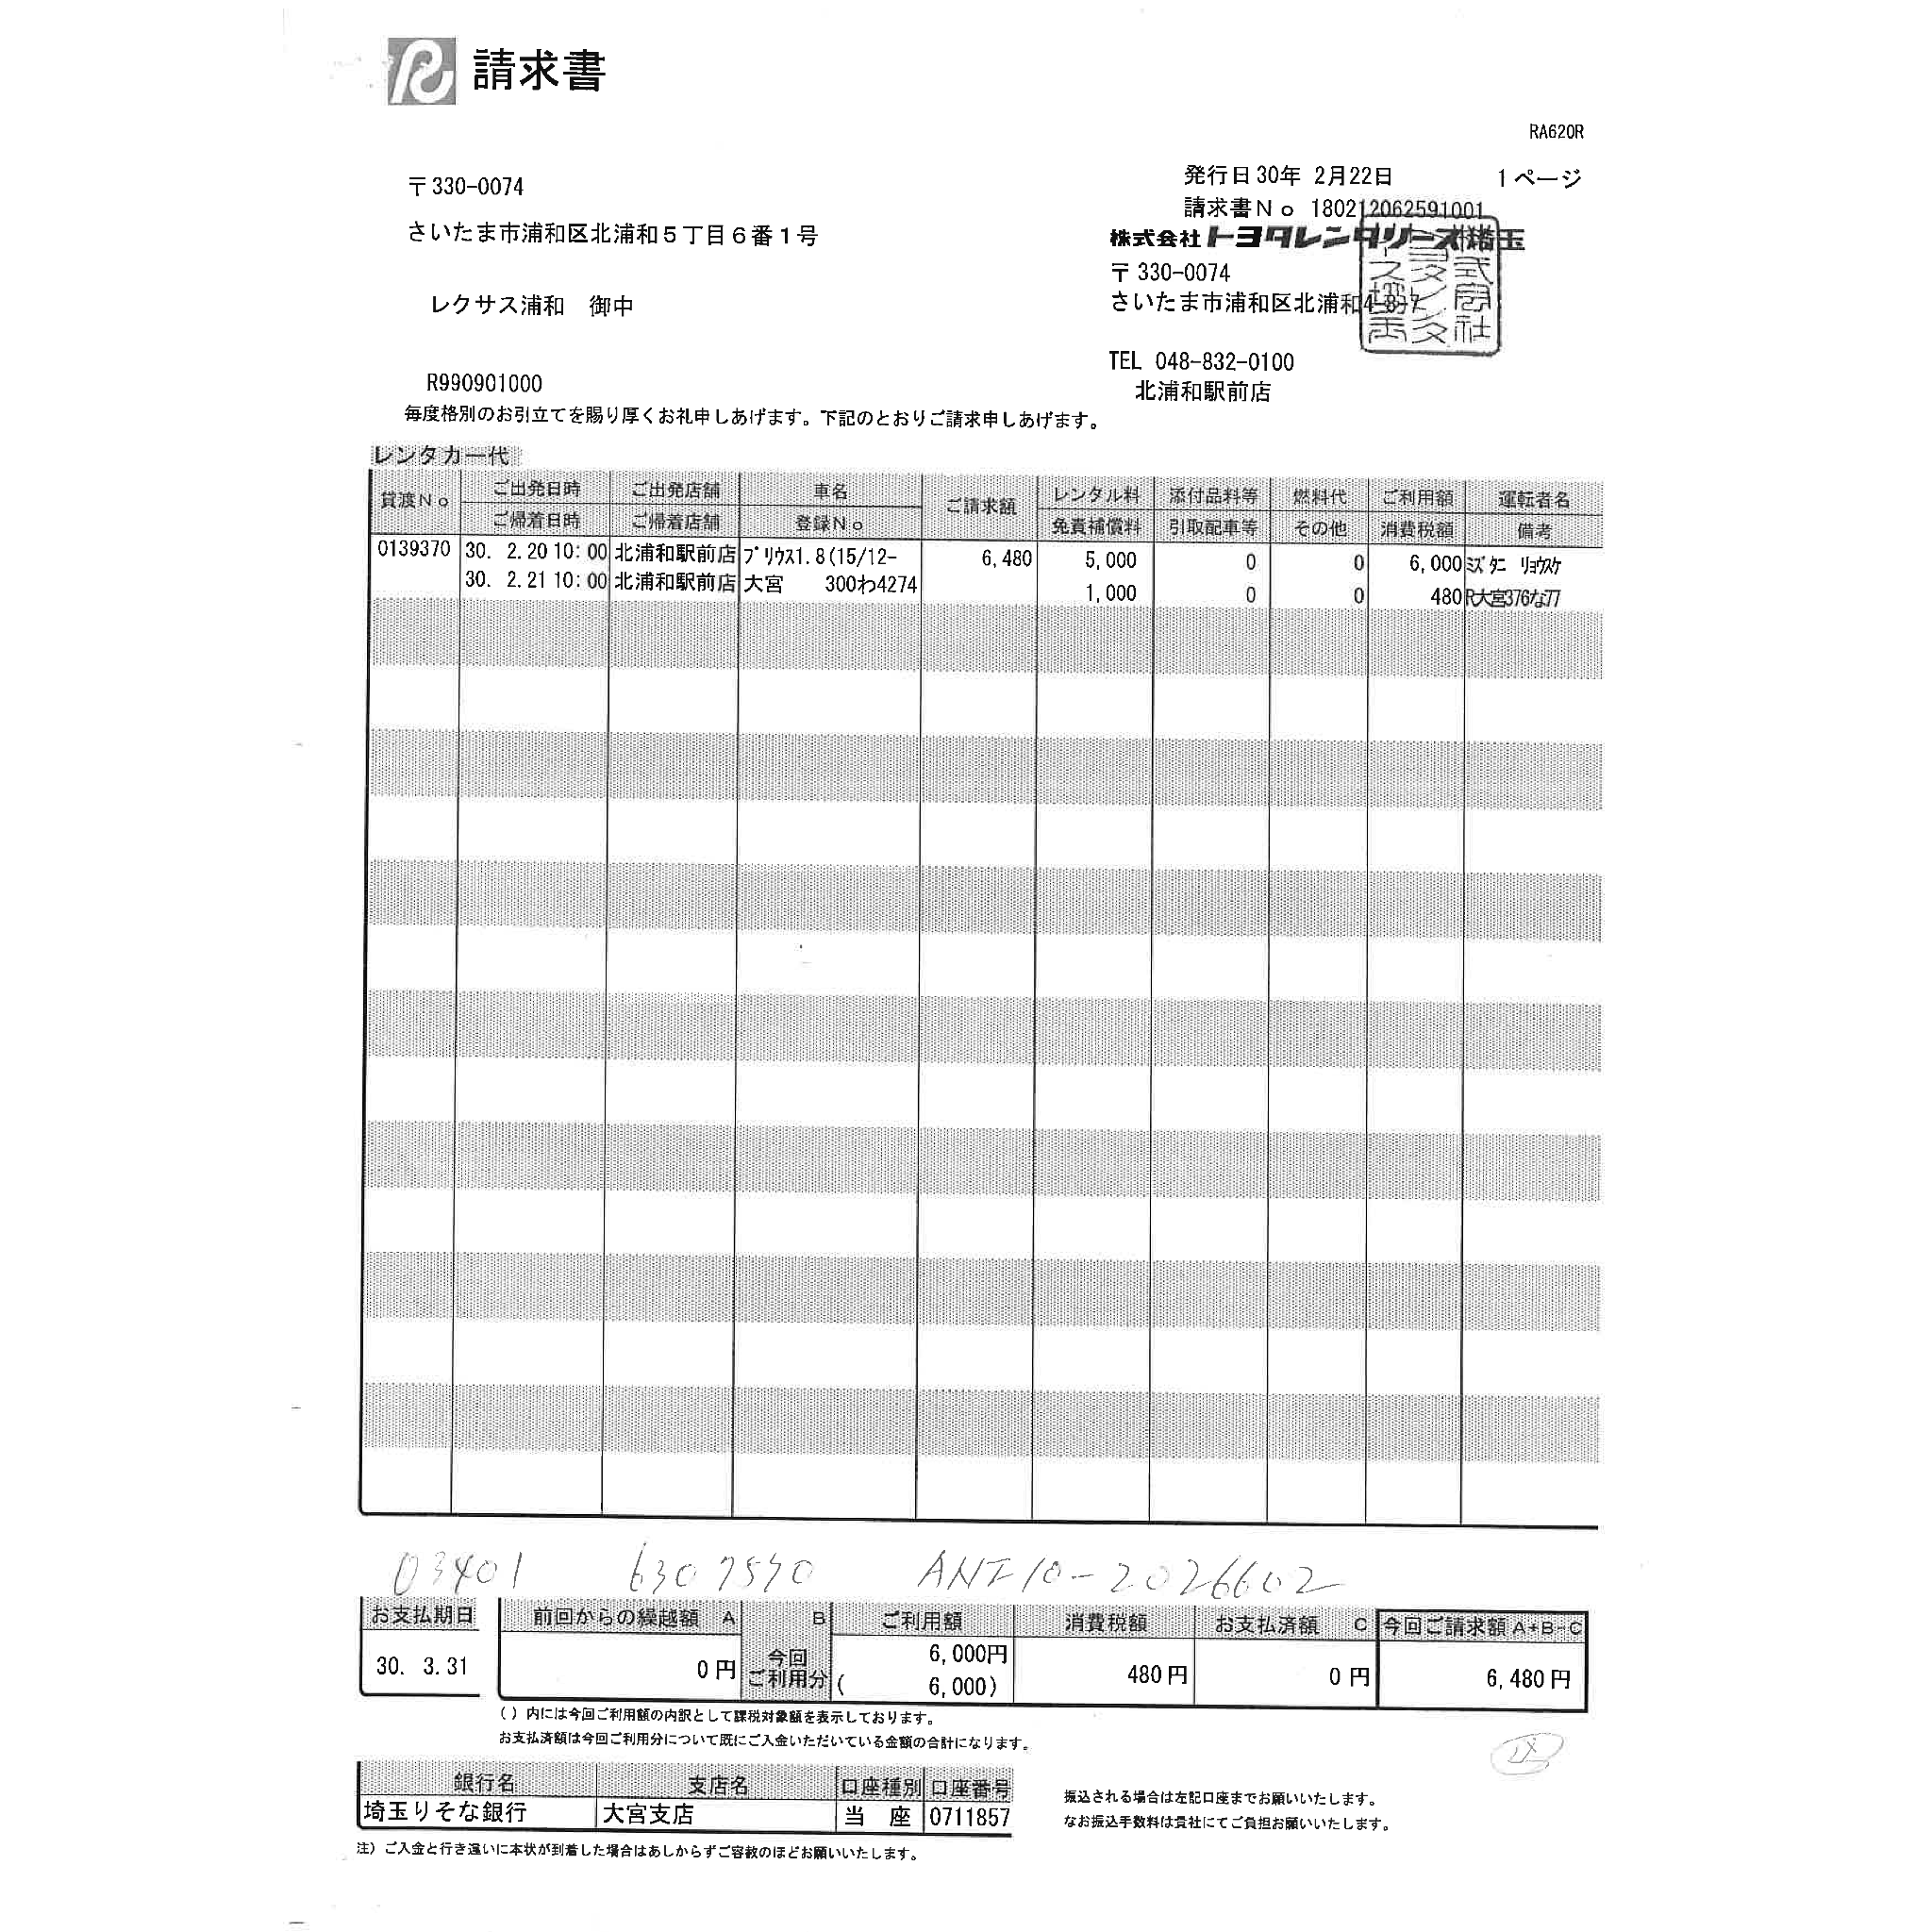 請求書
RA620R
〒330-0074
発行日30年 2月22日 1ページ
さいたま市浦和区北浦和5丁目6番1号
請求書No 180212062591001
株式会社トヨタレンタリース埼玉
〒330-0074
レクサス浦和 御中
さいたま市浦和区北浦和4-8-7
TEL 048-832-0100
R990901000
北浦和駅前店
毎度格別のお引立てを賜り厚くお礼申しあげます。下記のとおりご請求申しあげます。
レンタカー代
貸渡No ご出発日時 ご出発店舗 車名 ご請求額 レンタル料 添付品料等 燃料代 ご利用額 運転者名
ご帰着日時 ご帰着店舗 登録No 免責補償料 引取配車等 その他 消費税額 備考
0139370 30. 2.20 10:00 北浦和駅前店 プリウス1.8(15/12- 6,480 5,000 0 0 6,000 ミズタニ リョウスケ
30. 2.21 10:00 北浦和駅前店 大宮 300わ4274 1,000 0 0 480 R大宮376な77
03401 6307570 ANF10-2026602
お支払期日 前回からの繰越額 A B ご利用額 消費税額 お支払済額 C 今回ご請求額 A+B-C
30. 3.31 0円 今回ご利用分 6,000円 480円 0円 6,480円
( 6,000)
( )内には今回ご利用額の内訳として課税対象額を表示しております。
お支払済額は今回ご利用分について既にご入金いただいている金額の合計になります。
銀行名 支店名 口座種別 口座番号
埼玉りそな銀行 大宮支店 当 座 0711857
振込される場合は左記口座までお願いいたします。
なお振込手数料は貴社にてご負担お願いいたします。
注)ご入金と行き違いに本状が到着した場合はあしからずご容赦のほどお願いいたします。